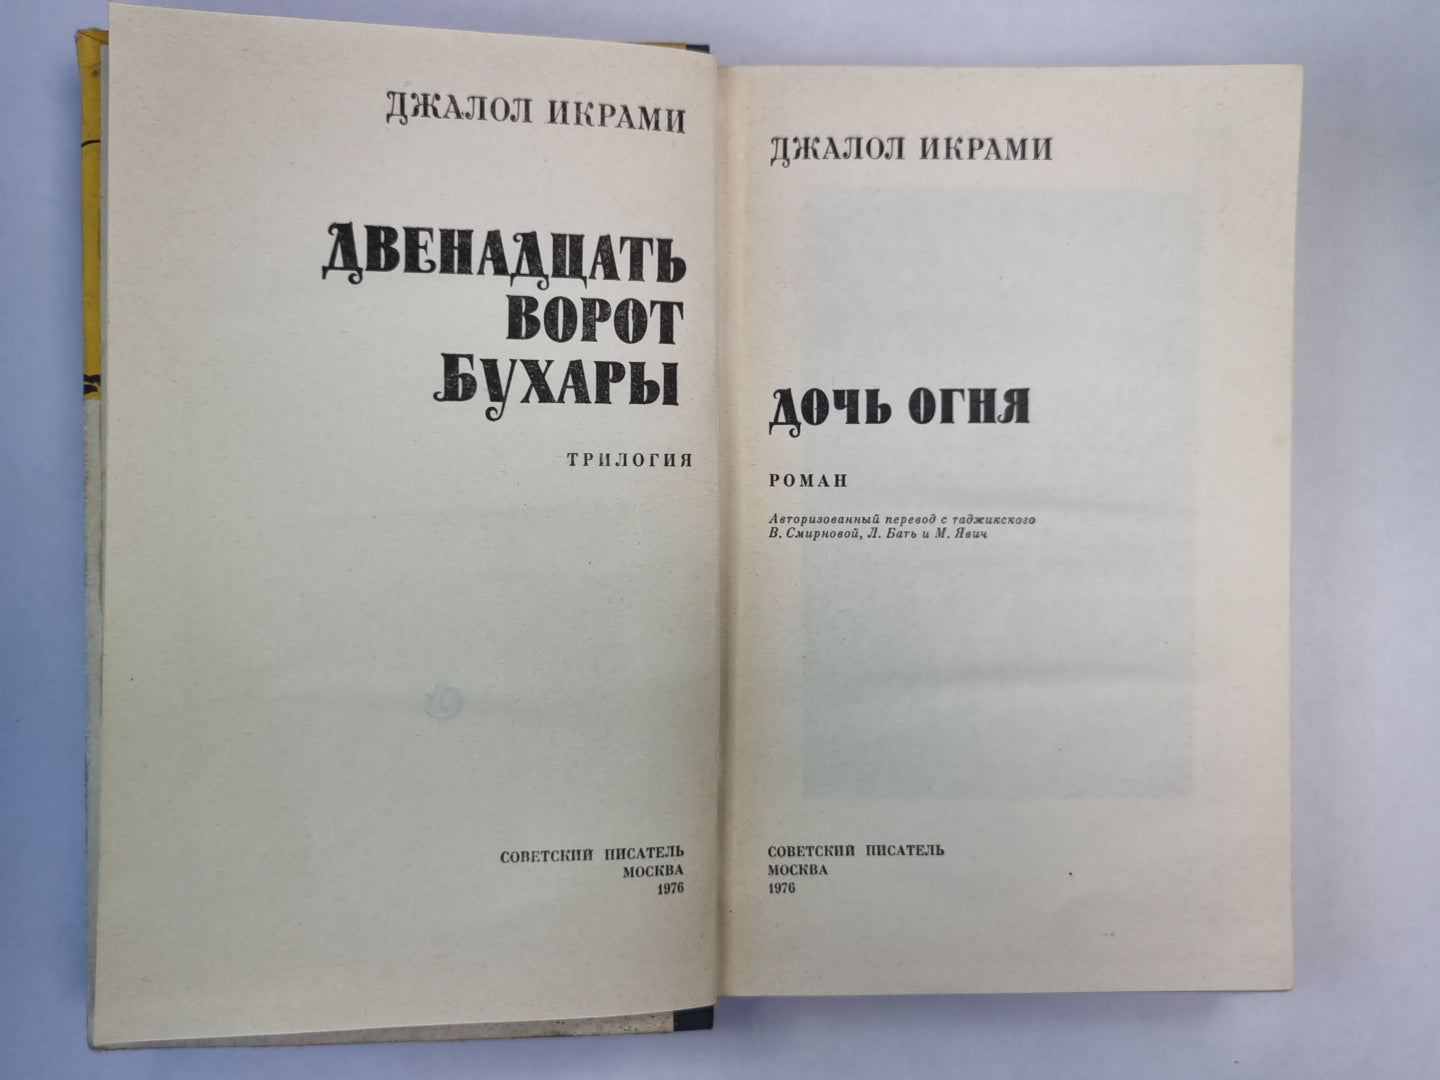 ДЖАЛОЛ ИКРАМИ
ДВЕНАДЦАТЬ
ВОРОТ
БУХАРЫ
ТРИЛОГИЯ
СОВЕТСКИЙ ПИСАТЕЛЬ
МОСКВА
1976
ДЖАЛОЛ ИКРАМИ
ДОЧЬ ОГНЯ
РОМАН
Авторизованный перевод с таджикского
В. Смирновой, Л. Бать и М. Явич
СОВЕТСКИЙ ПИСАТЕЛЬ
МОСКВА
1976